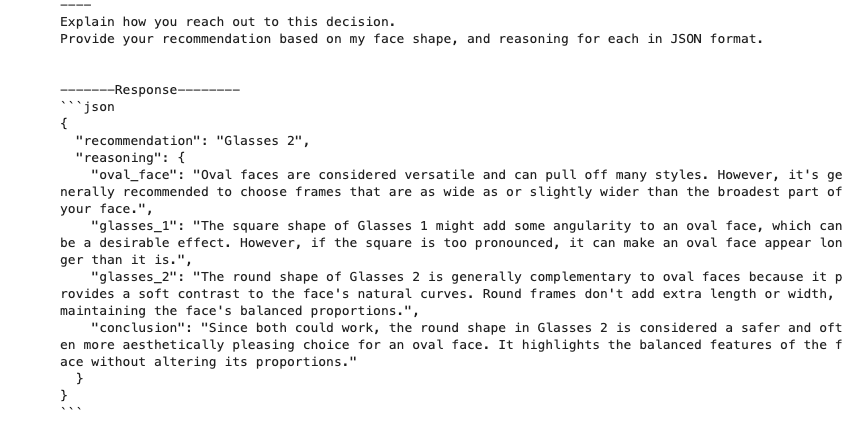 ----
Explain how you reach out to this decision.
Provide your recommendation based on my face shape, and reasoning for each in JSON format.
-------Response--------
```json
{
  "recommendation": "Glasses 2",
  "reasoning": {
    "oval_face": "Oval faces are considered versatile and can pull off many styles. However, it's ge
nerally recommended to choose frames that are as wide as or slightly wider than the broadest part of
your face.",
    "glasses_1": "The square shape of Glasses 1 might add some angularity to an oval face, which can
be a desirable effect. However, if the square is too pronounced, it can make an oval face appear lon
ger than it is.",
    "glasses_2": "The round shape of Glasses 2 is generally complementary to oval faces because it p
rovides a soft contrast to the face's natural curves. Round frames don't add extra length or width,
maintaining the face's balanced proportions.",
    "conclusion": "Since both could work, the round shape in Glasses 2 is considered a safer and oft
en more aesthetically pleasing choice for an oval face. It highlights the balanced features of the f
ace without altering its proportions."
  }
}
```